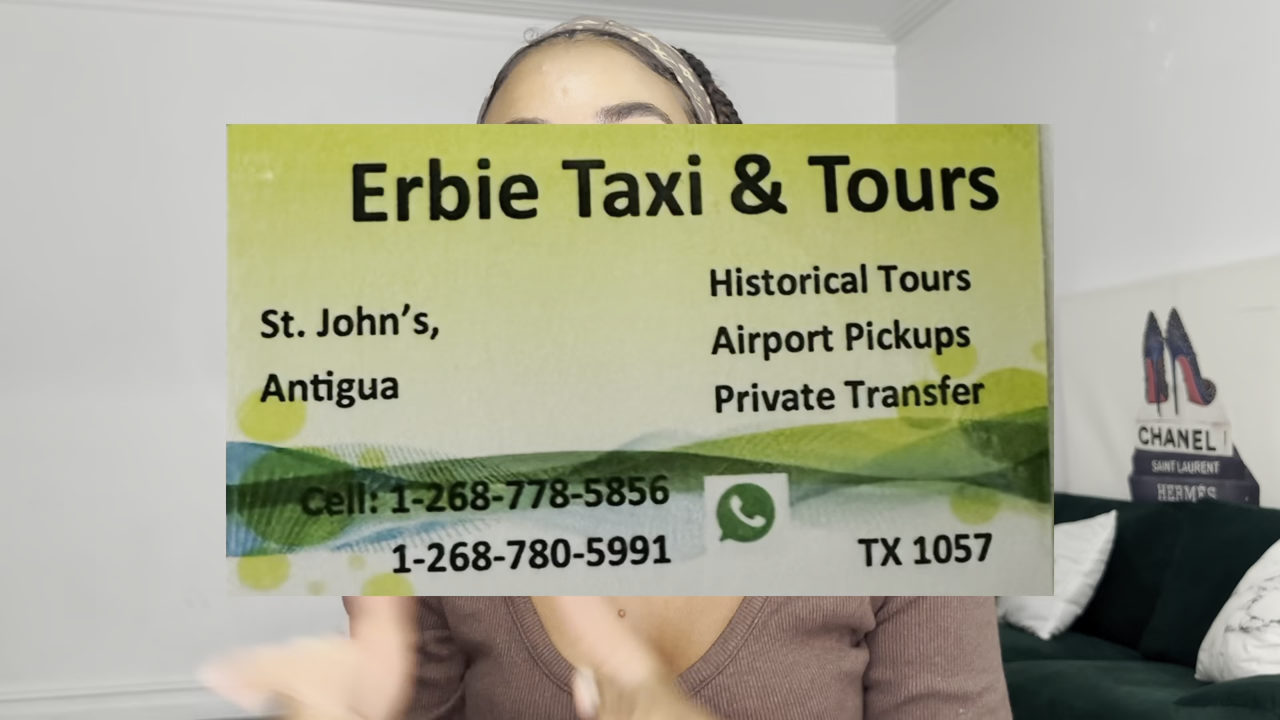 Erbie Taxi & Tours
St. John's,
Antigua
Historical Tours
Airport Pickups
Private Transfer
Cell: 1-268-778-5856
1-268-780-5991
TX 1057
CHANEL
SAINT LAURENT
HERMÈS